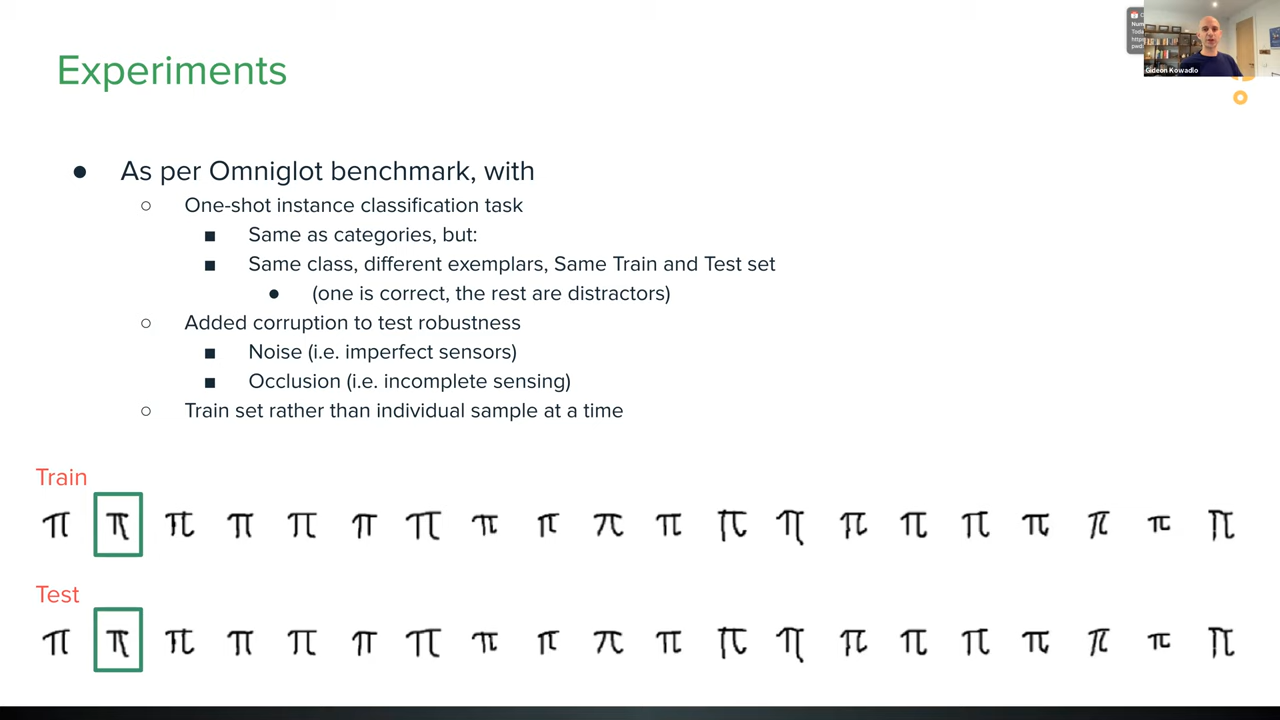 Experiments
● As per Omniglot benchmark, with
○ One-shot instance classification task
■ Same as categories, but:
■ Same class, different exemplars, Same Train and Test set
● (one is correct, the rest are distractors)
○ Added corruption to test robustness
■ Noise (i.e. imperfect sensors)
■ Occlusion (i.e. incomplete sensing)
○ Train set rather than individual sample at a time
Train
π π π π π π π π π π π π π π π π π π π π
Test
π π π π π π π π π π π π π π π π π π π π
Gideon Kowadlo